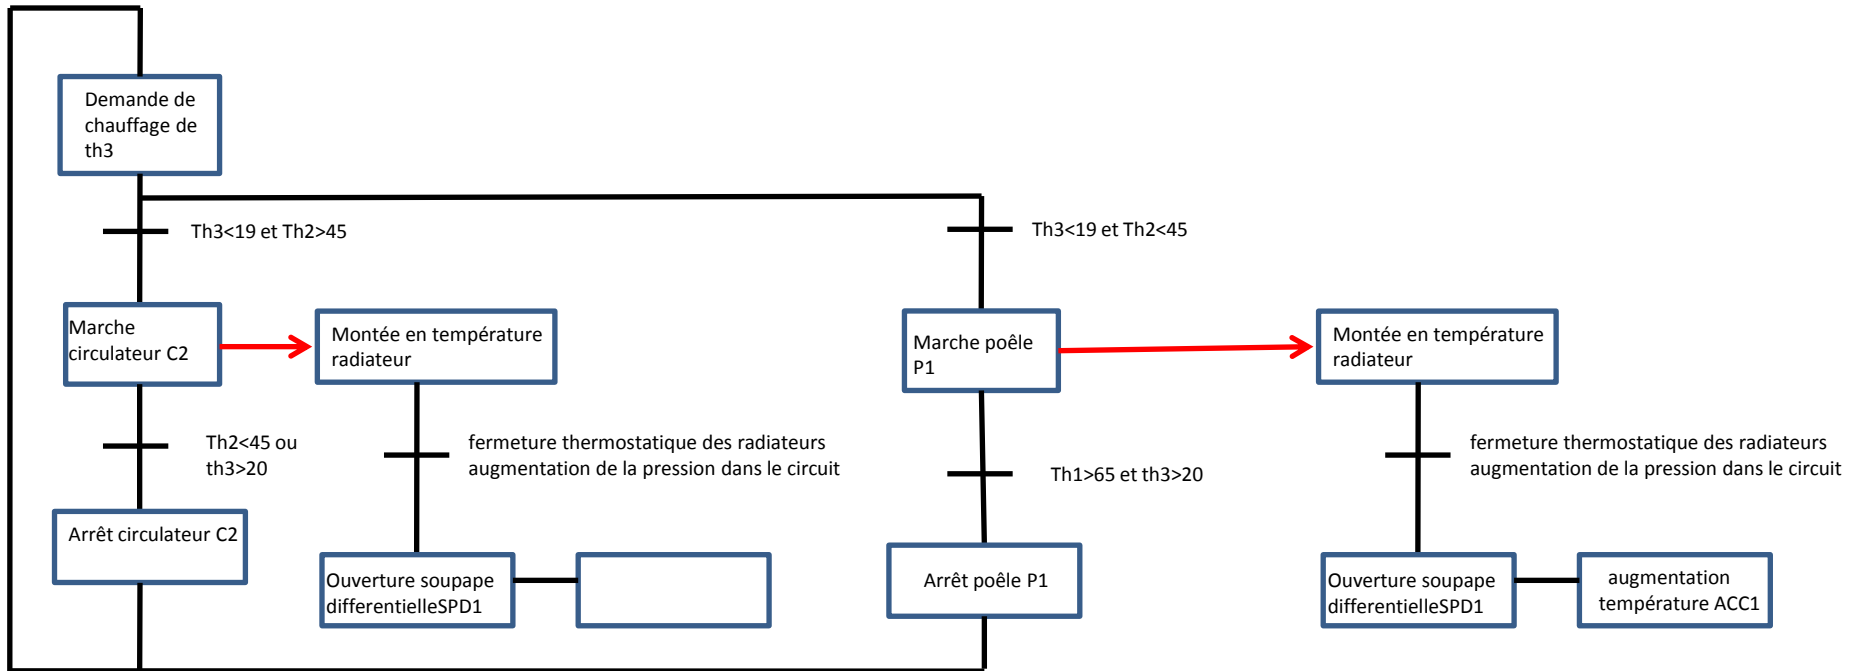 Demande de
chauffage de
th3
Th3<19 et Th2>45
Th3<19 et Th2<45
Marche
circulateur C2
Montée en température
radiateur
Marche poêle
P1
Montée en température
radiateur
Th2<45 ou
th3>20
fermeture thermostatique des radiateurs
augmentation de la pression dans le circuit
Th1>65 et th3>20
fermeture thermostatique des radiateurs
augmentation de la pression dans le circuit
Arrêt circulateur C2
Ouverture soupape
differentielleSPD1
Arrêt poêle P1
Ouverture soupape
differentielleSPD1
augmentation
température ACC1